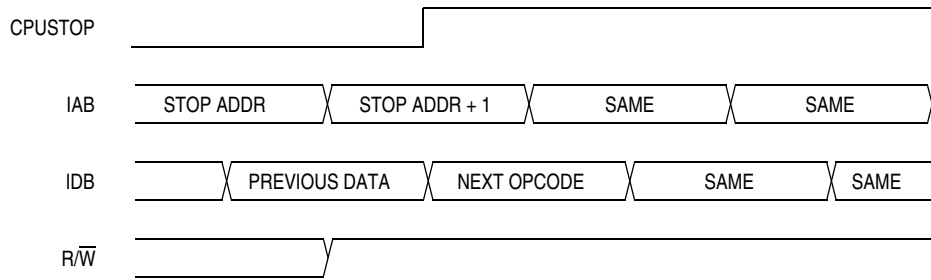 CPUSTOP
IAB STOP ADDR STOP ADDR + 1 SAME SAME
IDB PREVIOUS DATA NEXT OPCODE SAME SAME
R/W̅